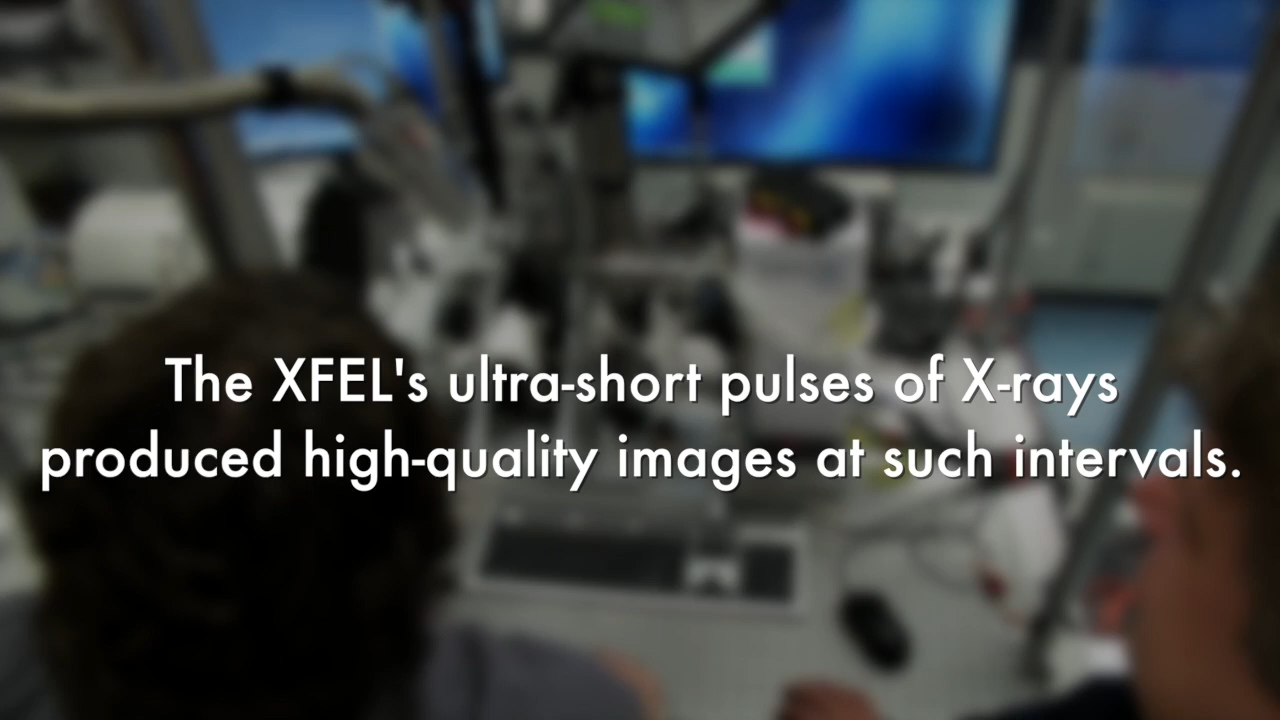 The XFEL's ultra-short pulses of X-rays
produced high-quality images at such intervals.